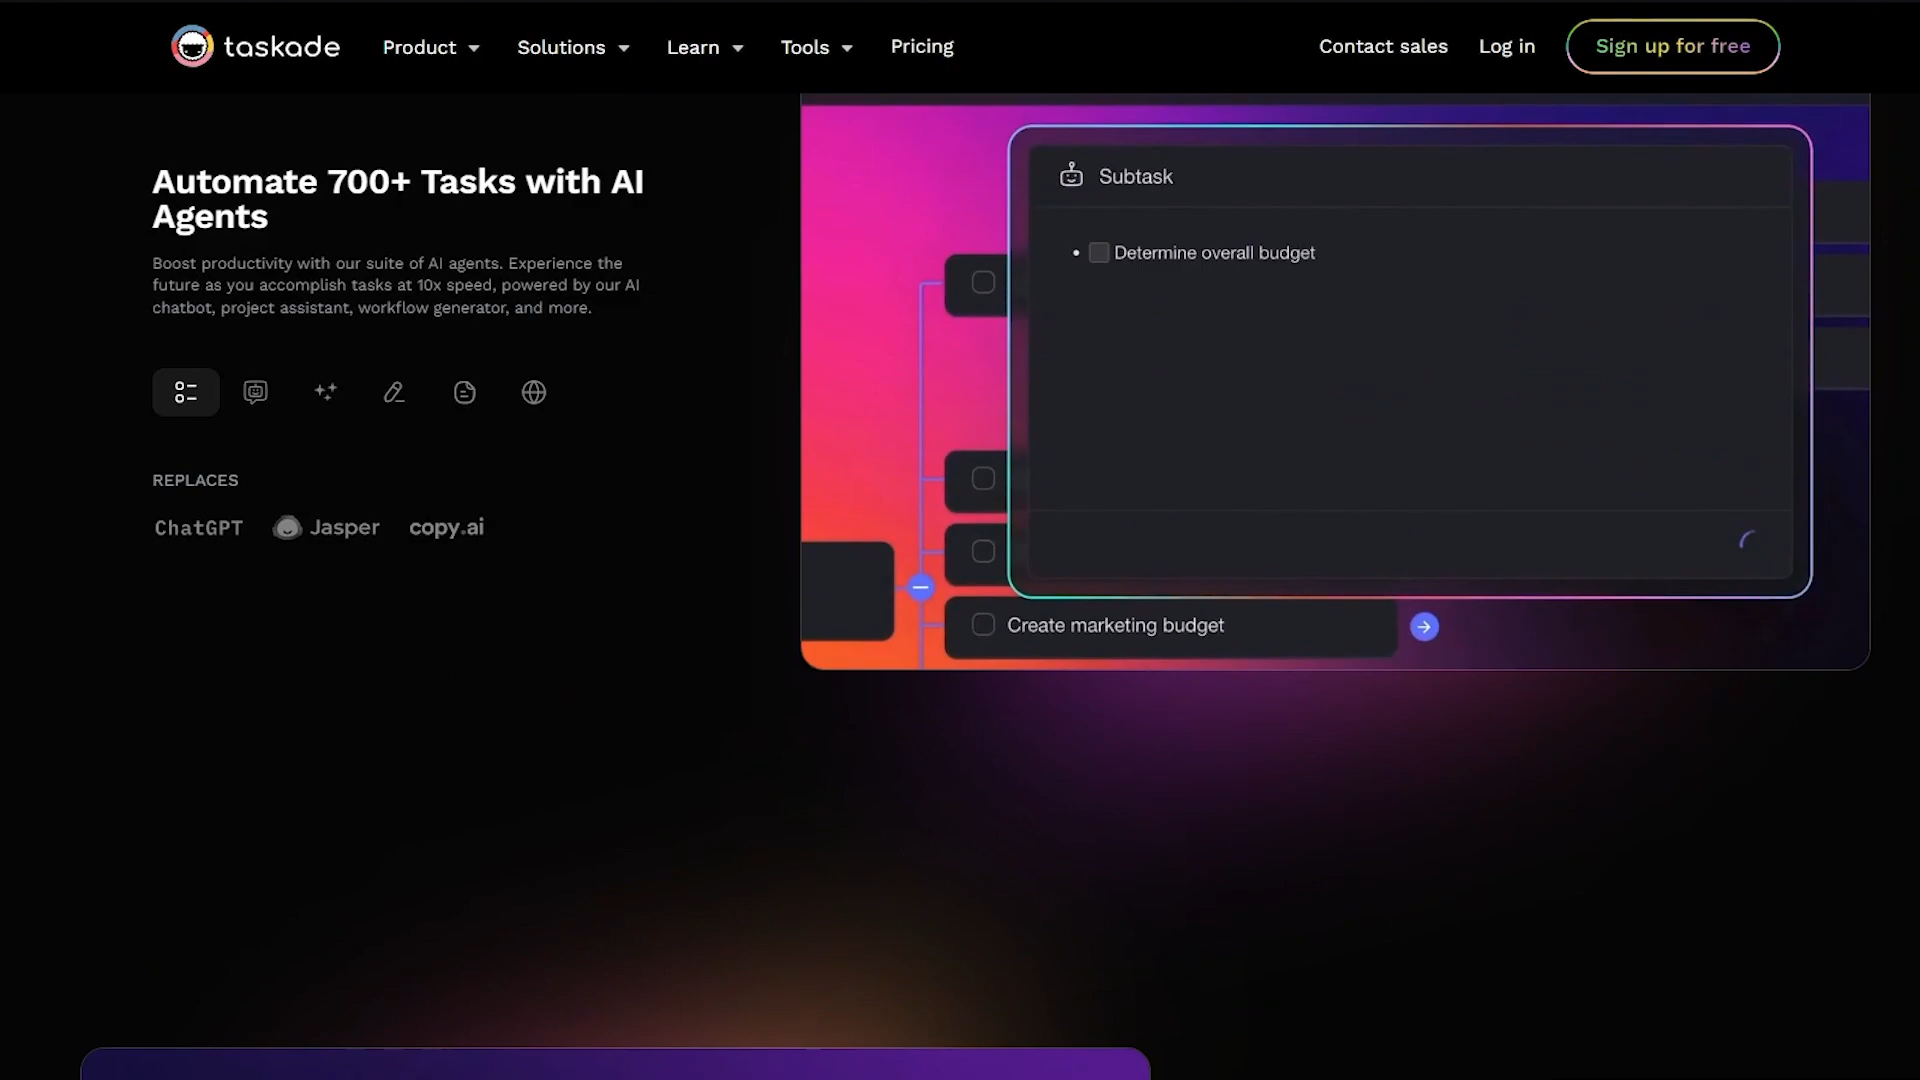 taskade
Product
Solutions
Learn
Tools
Pricing
Contact sales
Log in
Sign up for free
Automate 700+ Tasks with AI
Agents
Boost productivity with our suite of AI agents. Experience the
future as you accomplish tasks at 10x speed, powered by our AI
chatbot, project assistant, workflow generator, and more.
REPLACES
ChatGPT
Jasper
copy.ai
Subtask
Determine overall budget
Create marketing budget